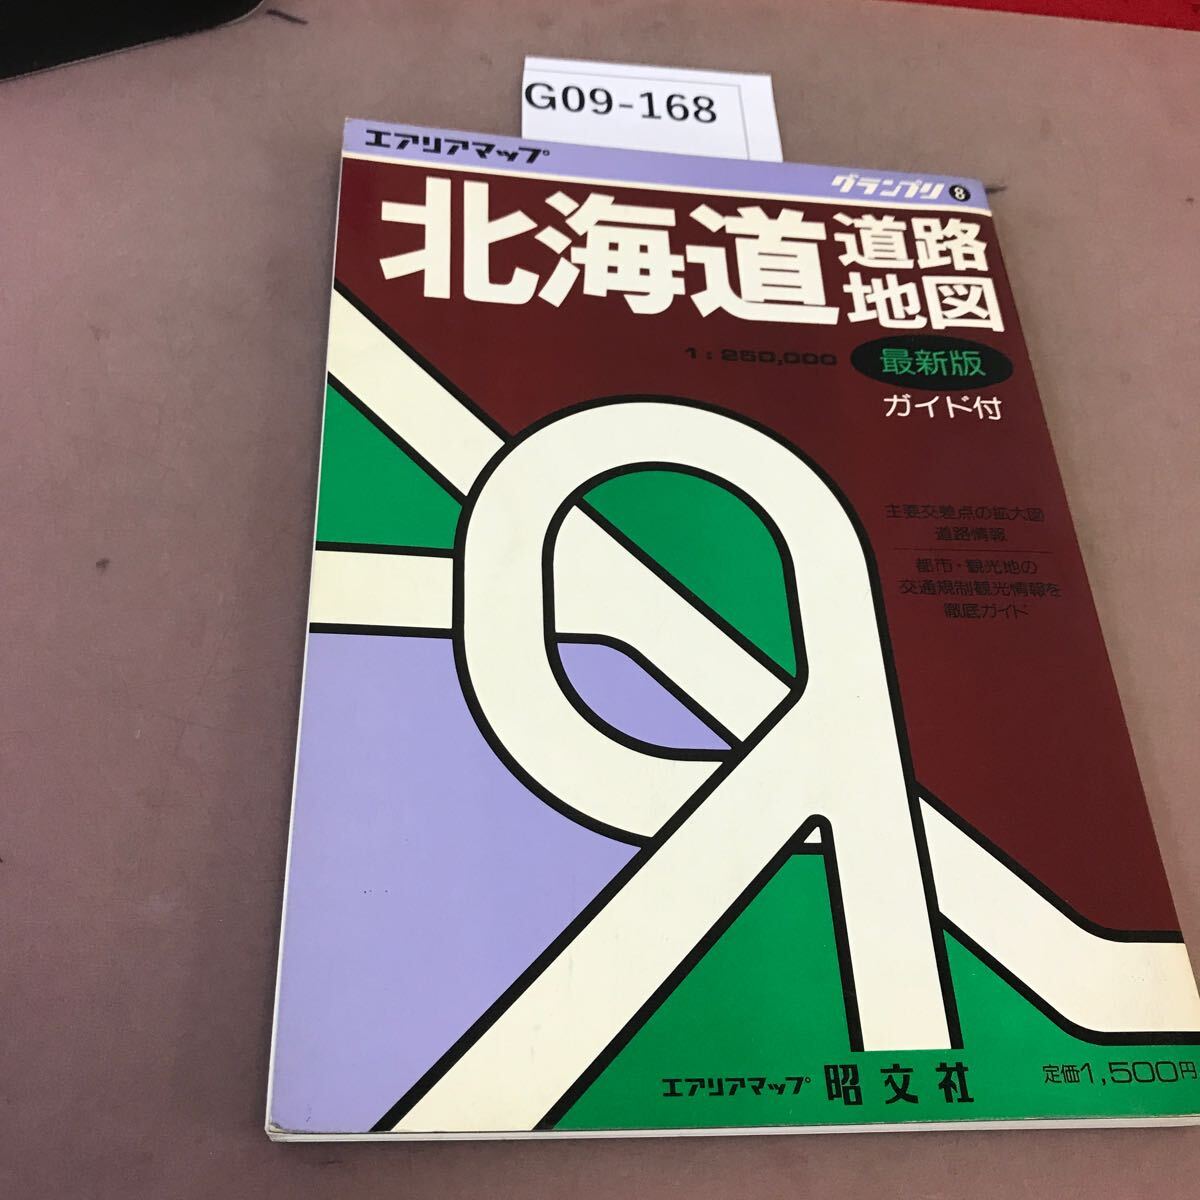 G09-168
エアリアマップ®
グランプリ8
北海道道路地図
1:250,000
最新版
ガイド付
主要交差点の拡大図
道路情報
都市・観光地の
交通規制観光情報を
徹底ガイド
エアリアマップ® 昭文社
定価1,500円